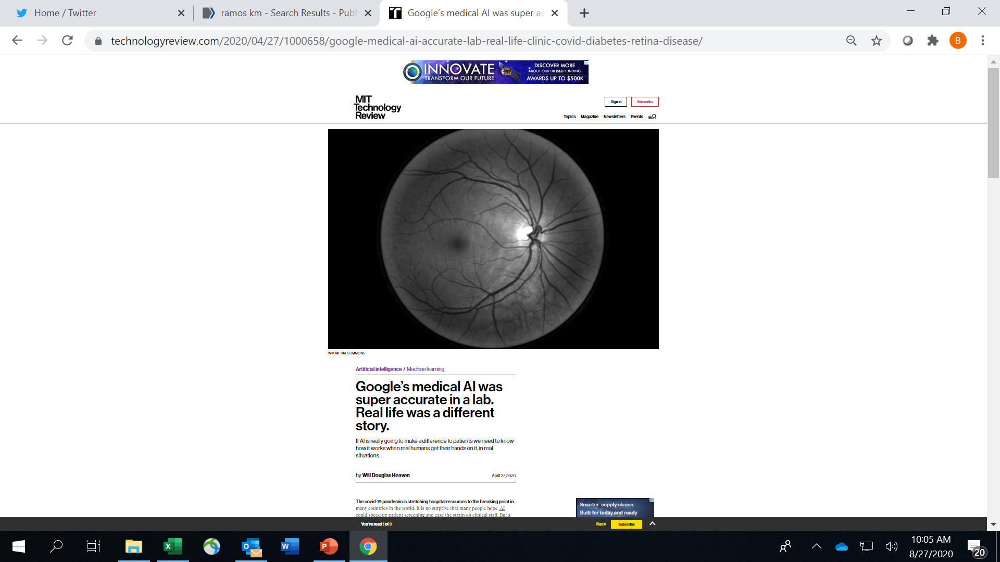 Home / Twitter
ramos km - Search Results - Pub
Google's medical AI was super ac
technologyreview.com/2020/04/27/1000658/google-medical-ai-accurate-lab-real-life-clinic-covid-diabetes-retina-disease/
B
INNOVATE
TRANSFORM OUR FUTURE
DISCOVER MORE
ABOUT OUR DII R&D FUNDING
AWARDS UP TO $500K
MIT
Technology
Review
Sign in
Subscribe
Topics Magazine Newsletters Events
WIKIMEDIA COMMONS
Artificial intelligence / Machine learning
Google's medical AI was
super accurate in a lab.
Real life was a different
story.
If AI is really going to make a difference to patients we need to know
how it works when real humans get their hands on it, in real
situations.
by Will Douglas Heaven
April 27, 2020
The covid-19 pandemic is stretching hospital resources to the breaking point in
many countries in the world. It is no surprise that many people hope AI
could speed up patient screening and ease the strain on clinical staff. But a
Smarter supply chains.
Built for today and ready
You've read 1 of 3
Sign in
Subscribe
10:05 AM
8/27/2020
20